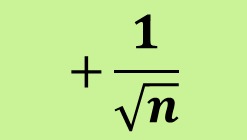 + 1/√n